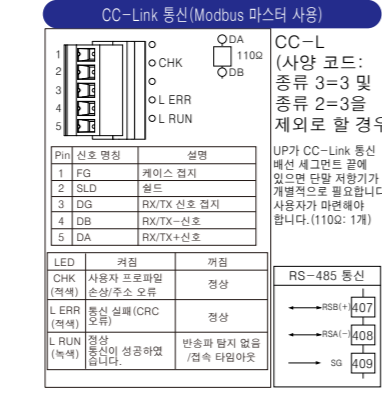 CC-Link 통신(Modbus 마스터 사용)
1
2
3
4
5
CHK
L ERR
L RUN
DA
110Ω
DB
CC-L
(사양 코드:
종류 3=3 및
종류 2=3을
제외로 할 경우
UP가 CC-Link 통신
배선 세그먼트 끝에
있으면 단말 저항기가
개별적으로 필요합니다
사용자가 마련해야
합니다.(110Ω: 1개)
Pin 신호 명칭 설명
1 FG 케이스 접지
2 SLD 쉴드
3 DG RX/TX 신호 접지
4 DB RX/TX-신호
5 DA RX/TX+신호
LED 켜짐 꺼짐
CHK 사용자 프로파일 정상
(적색) 손상/주소 오류
L ERR 통신 실패(CRC 정상
(적색) 오류)
L RUN 정상 반송파 탐지 없음
(녹색) 통신이 성공하였 /접속 타임아웃
습니다.
RS-485 통신
RSB(+) 407
RSA(-) 408
SG 409